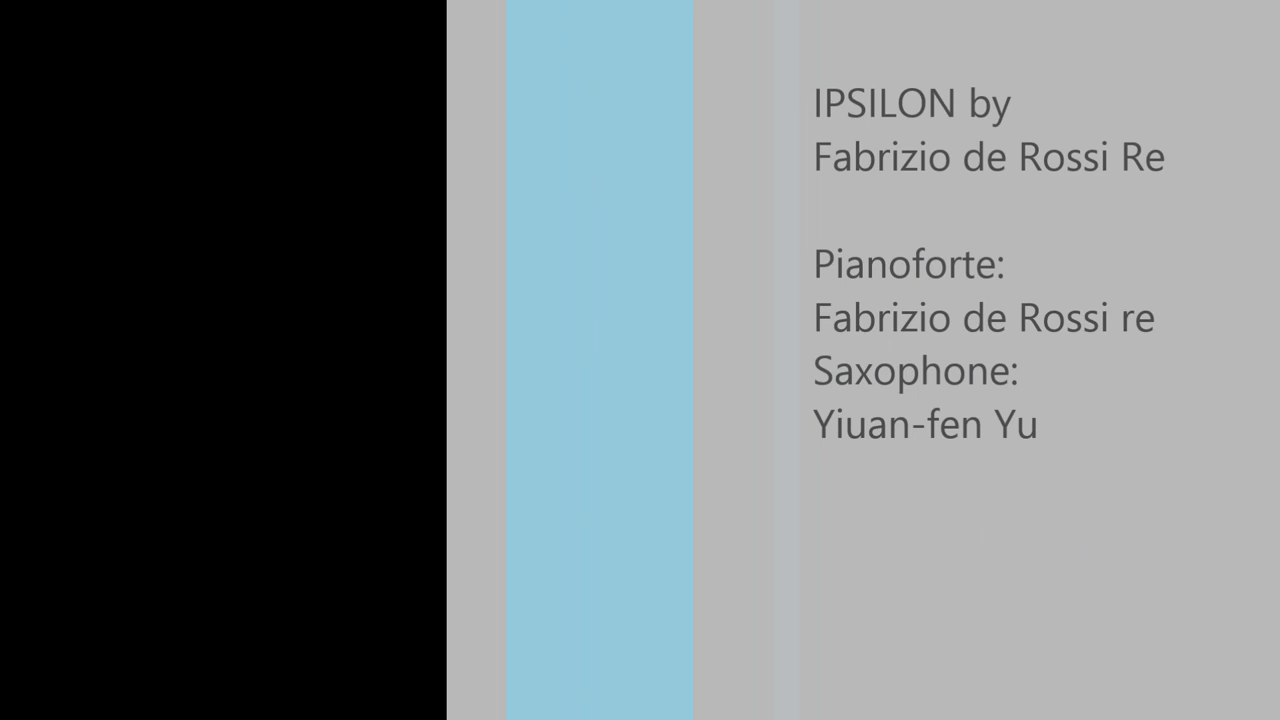 IPSILON by
Fabrizio de Rossi Re
Pianoforte:
Fabrizio de Rossi re
Saxophone:
Yiuan-fen Yu